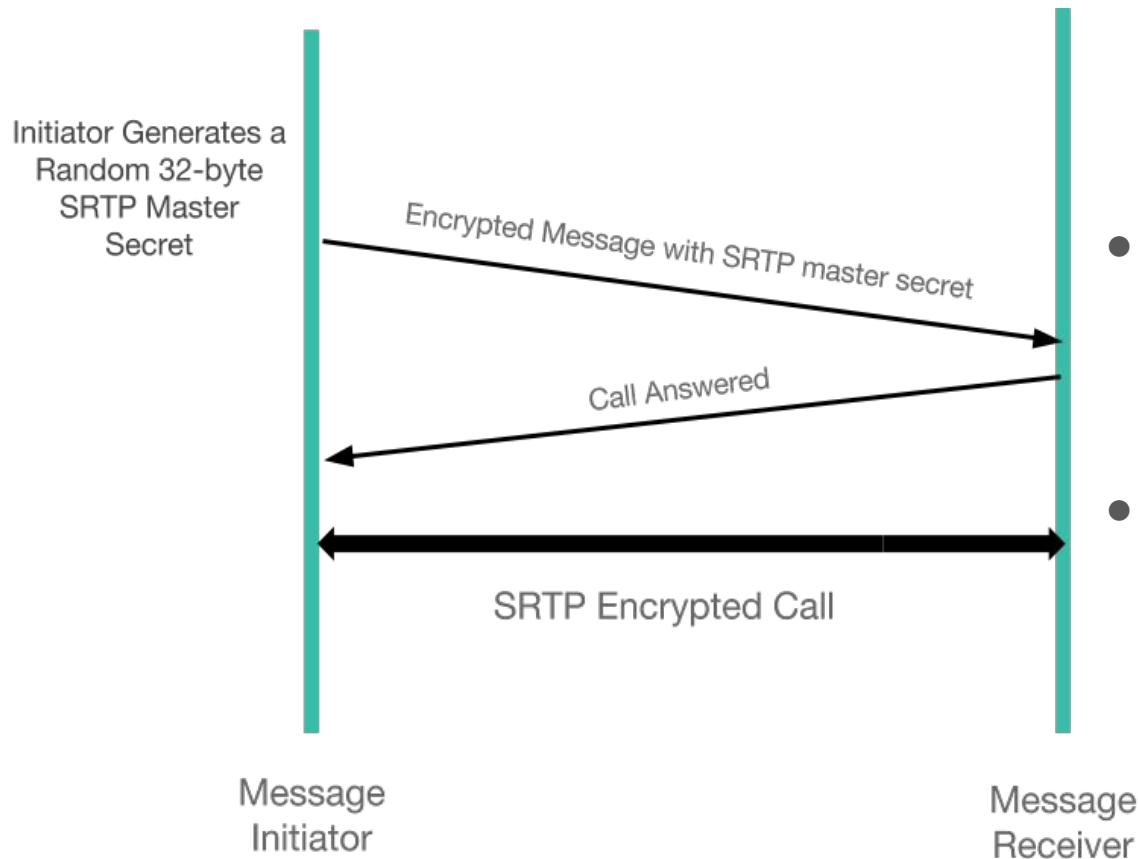 Initiator Generates a
Random 32-byte
SRTP Master
Secret
Encrypted Message with SRTP master secret
Call Answered
SRTP Encrypted Call
Message
Initiator
Message
Receiver